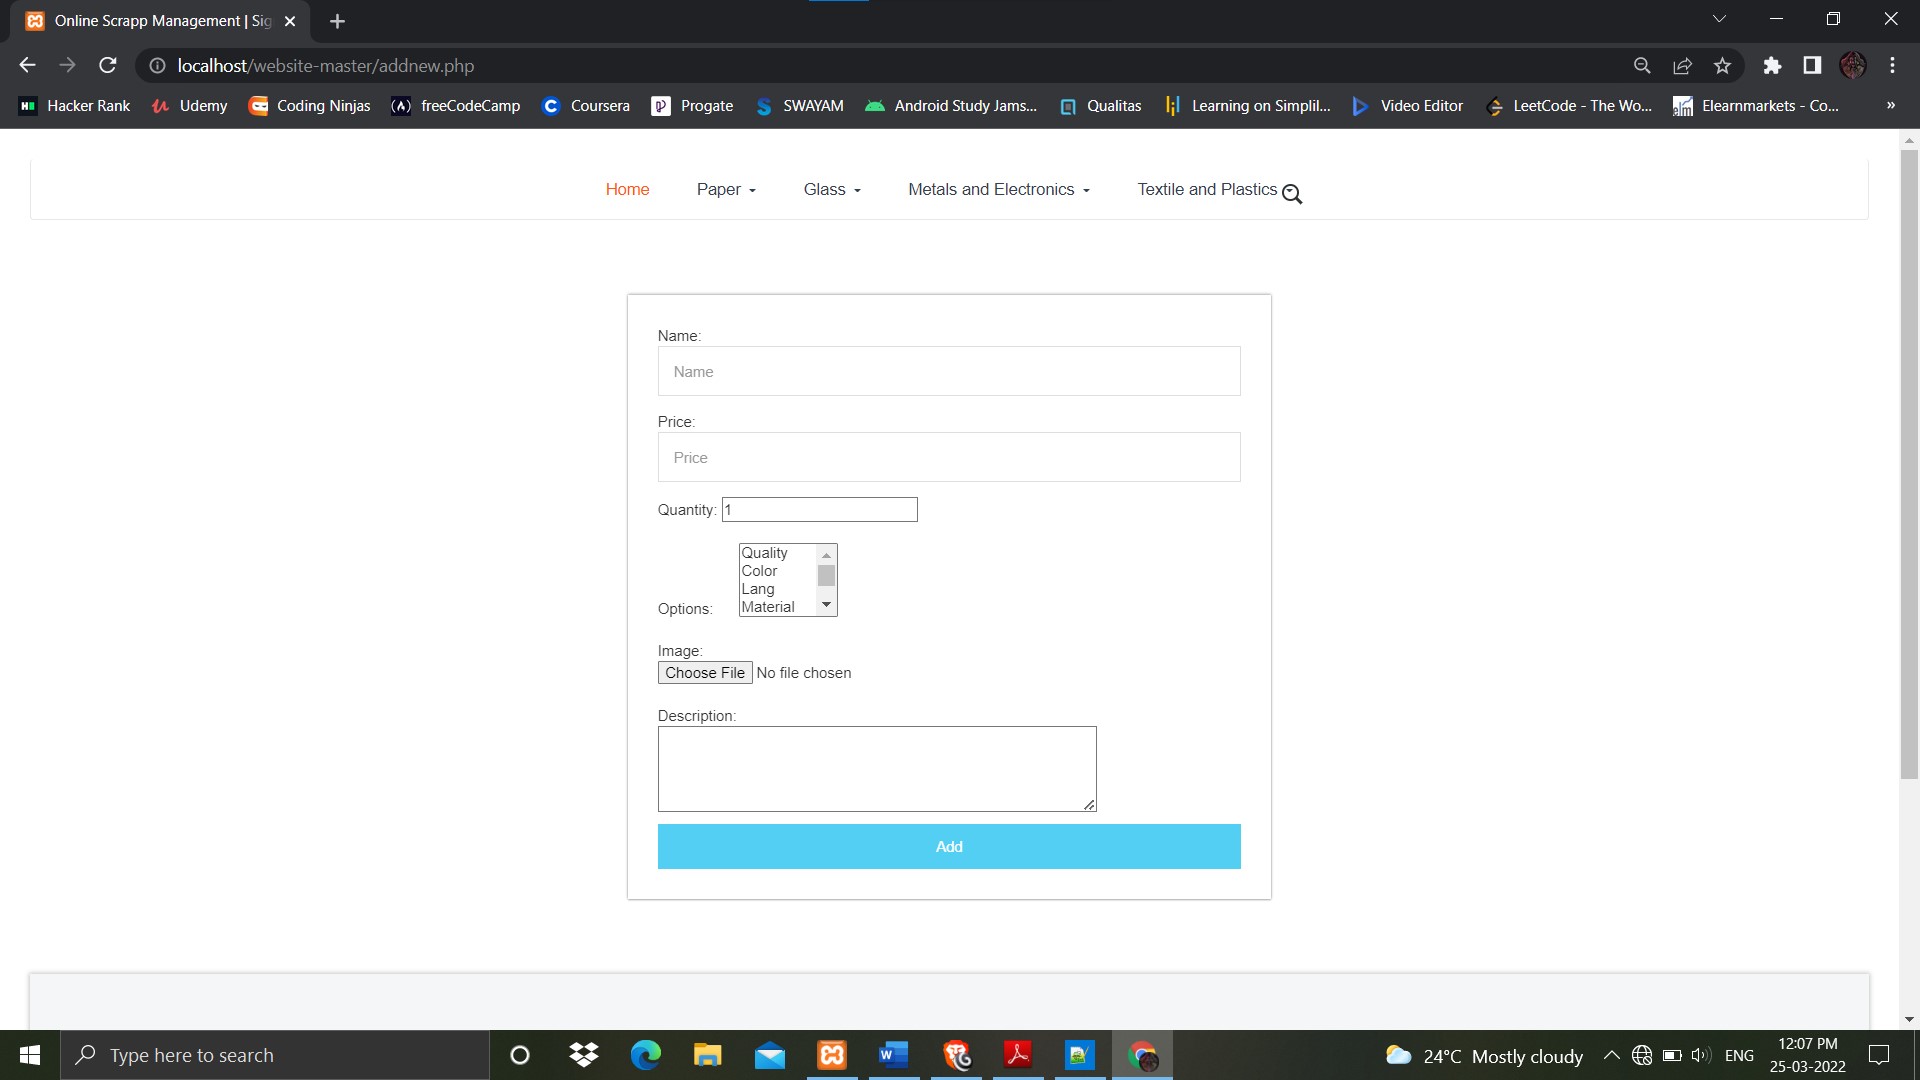 Online Scrapp Management | Sig
localhost/website-master/addnew.php
Hacker Rank Udemy Coding Ninjas freeCodeCamp Coursera Progate SWAYAM Android Study Jams... Qualitas Learning on Simplil... Video Editor LeetCode - The Wo... Elearnmarkets - Co... »
Home Paper Glass Metals and Electronics Textile and Plastics
Name:
Name
Price:
Price
Quantity: 1
Quality
Color
Lang
Material
Options:
Image:
Choose File No file chosen
Description:
Add
Type here to search
24°C Mostly cloudy
ENG
12:07 PM
25-03-2022